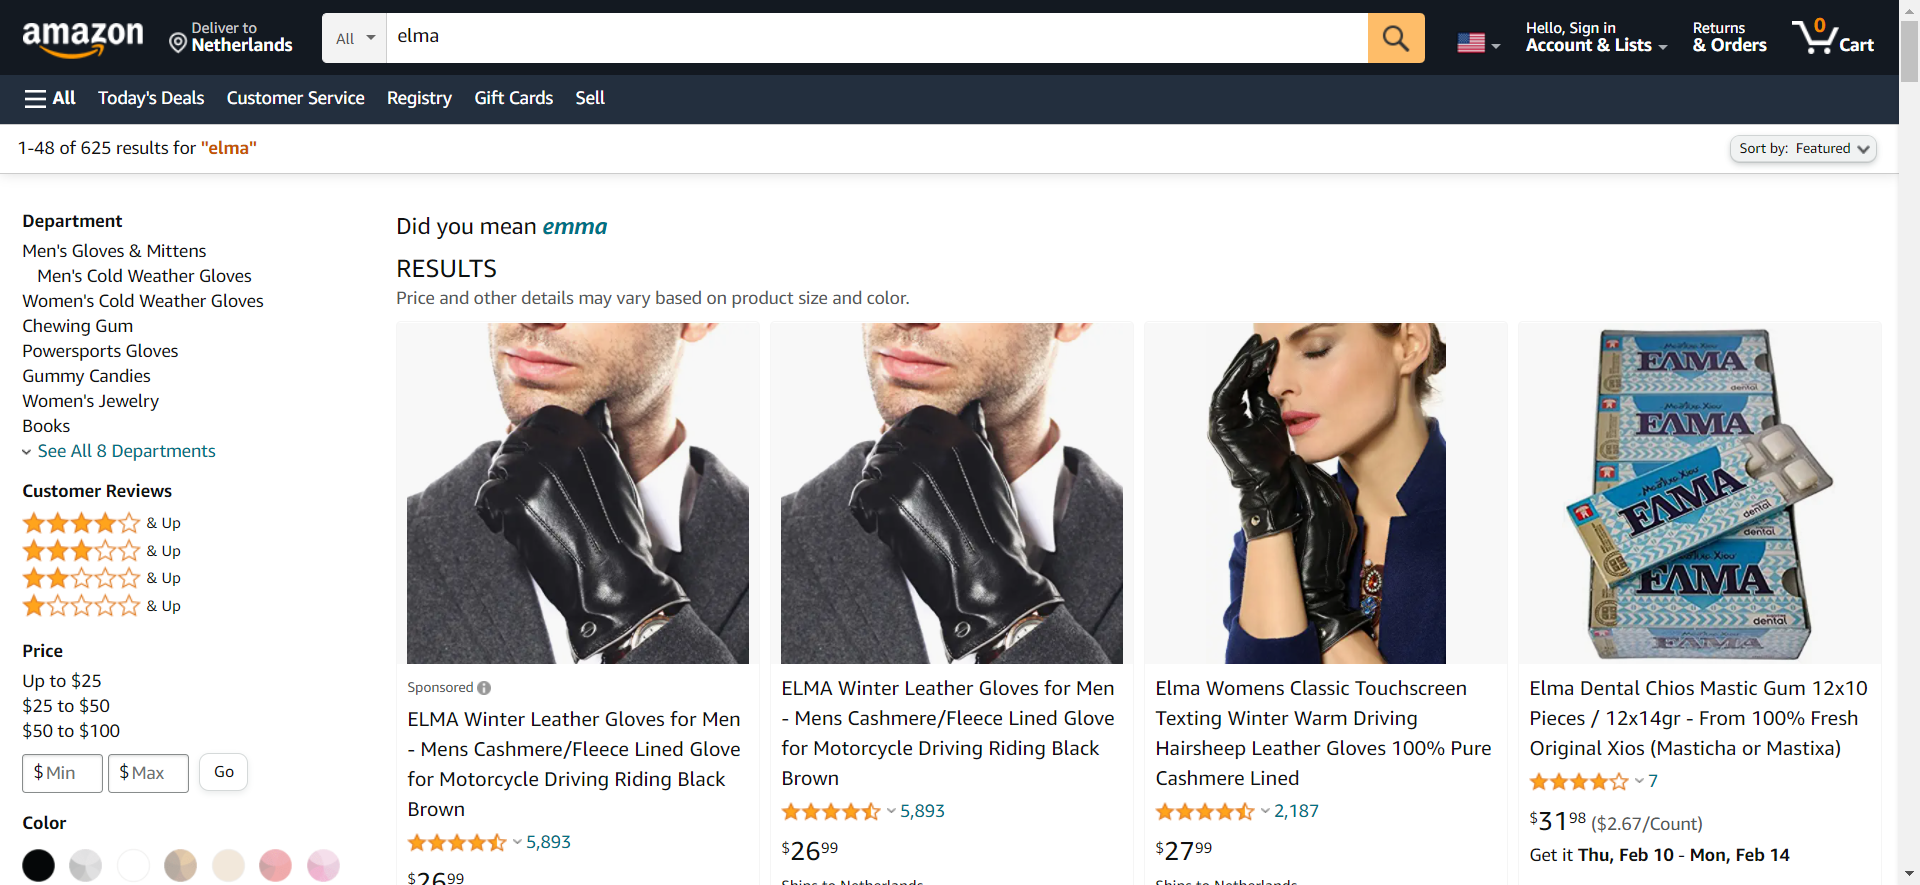 amazon
Deliver to
Netherlands
All
elma
Hello, Sign in
Account & Lists
Returns
& Orders
0
Cart
All
Today's Deals
Customer Service
Registry
Gift Cards
Sell
1-48 of 625 results for "elma"
Sort by: Featured
Department
Men's Gloves & Mittens
Men's Cold Weather Gloves
Women's Cold Weather Gloves
Chewing Gum
Powersports Gloves
Gummy Candies
Women's Jewelry
Books
See All 8 Departments
Customer Reviews
& Up
& Up
& Up
& Up
Price
Up to $25
$25 to $50
$50 to $100
$ Min
$ Max
Go
Color
Did you mean emma
RESULTS
Price and other details may vary based on product size and color.
Sponsored
ELMA Winter Leather Gloves for Men
- Mens Cashmere/Fleece Lined Glove
for Motorcycle Driving Riding Black
Brown
5,893
$26.99
ELMA Winter Leather Gloves for Men
- Mens Cashmere/Fleece Lined Glove
for Motorcycle Driving Riding Black
Brown
5,893
$26.99
Ships to Netherlands
Elma Womens Classic Touchscreen
Texting Winter Warm Driving
Hairsheep Leather Gloves 100% Pure
Cashmere Lined
2,187
$27.99
Ships to Netherlands
ΕΛΜΑ
dental
ΕΛΜΑ
ΕΛΜΑ
dental
dental
ΕΛΜΑ
dental
ΕΛΜΑ
Elma Dental Chios Mastic Gum 12x10
Pieces / 12x14gr - From 100% Fresh
Original Xios (Masticha or Mastixa)
7
$31.98 ($2.67/Count)
Get it Thu, Feb 10 - Mon, Feb 14